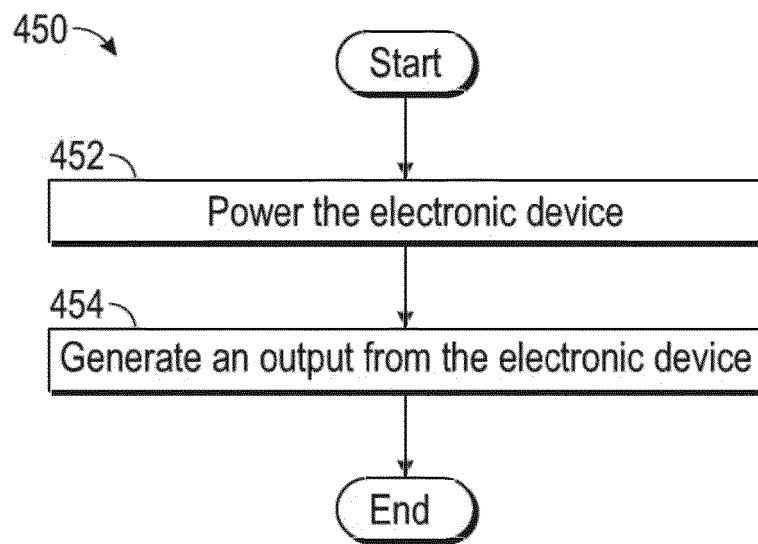 450
Start
452
Power the electronic device
454
Generate an output from the electronic device
End